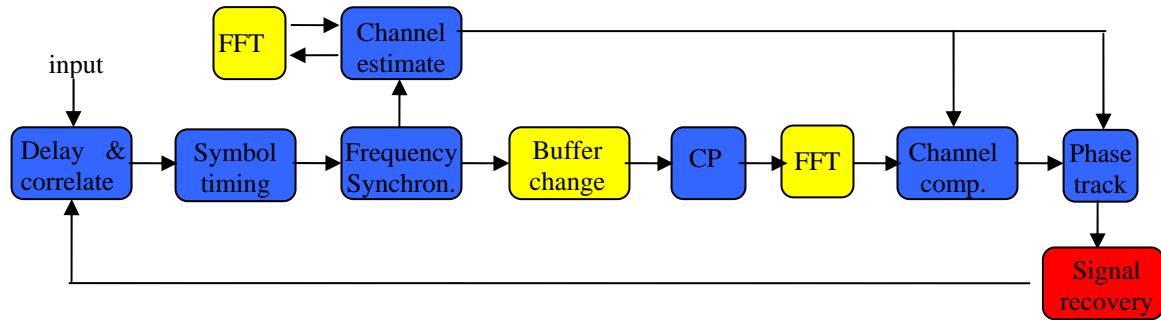 FFT
Channel
estimate
input
Delay &
correlate
Symbol
timing
Frequency
Synchron.
Buffer
change
CP
FFT
Channel
comp.
Phase
track
Signal
recovery